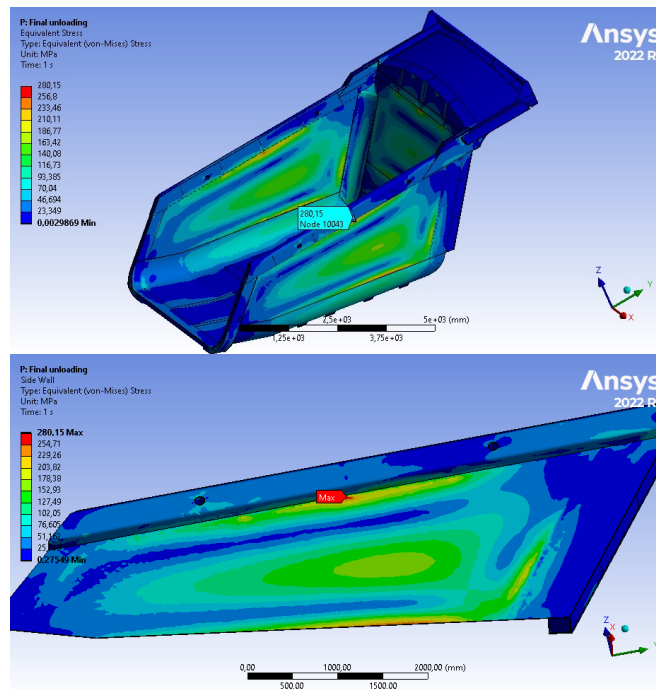 P: Final unloading
Equivalent Stress
Type: Equivalent (von-Mises) Stress
Unit: MPa
Time: 1 s
280,15
256,8
233,46
210,11
186,77
163,42
140,08
116,73
93,385
70,04
46,694
23,349
0,0029869 Min
Ansys
2022 R
280,15
Node 10043
Z
Y
X
0,00
2,5e+03
5e+03 (mm)
1,25e+03
3,75e+03
P: Final unloading
Side Wall
Type: Equivalent (von-Mises) Stress
Unit: MPa
Time: 1 s
280,15 Max
254,71
229,26
203,82
178,38
152,93
127,49
102,05
76,605
0,27549 Min
Ansys
2022 R
Max
Z
X
Y
0,00
1000,00
2000,00 (mm)
500,00
1500,00